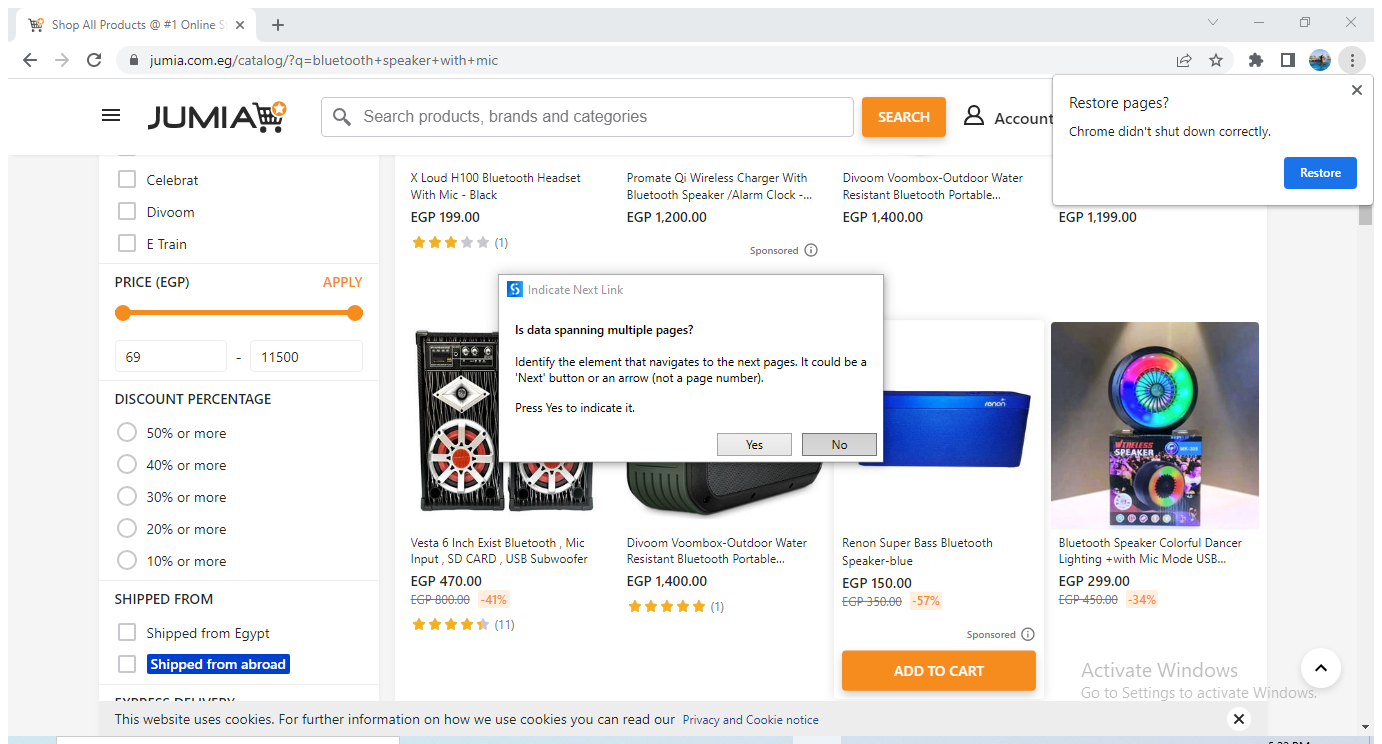 Shop All Products @ #1 Online S
jumia.com.eg/catalog/?q=bluetooth+speaker+with+mic
Restore pages?
Chrome didn't shut down correctly.
Restore
JUMIA
Search products, brands and categories
SEARCH
Account
Celebrat
Divoom
E Train
PRICE (EGP)
APPLY
69
-
11500
DISCOUNT PERCENTAGE
50% or more
40% or more
30% or more
20% or more
10% or more
SHIPPED FROM
Shipped from Egypt
Shipped from abroad
EXPRESS DELIVERY
X Loud H100 Bluetooth Headset
With Mic - Black
EGP 199.00
(1)
Promate Qi Wireless Charger With
Bluetooth Speaker /Alarm Clock -...
EGP 1,200.00
Sponsored
Divoom Voombox-Outdoor Water
Resistant Bluetooth Portable...
EGP 1,400.00
EGP 1,199.00
Indicate Next Link
Is data spanning multiple pages?
Identify the element that navigates to the next pages. It could be a
'Next' button or an arrow (not a page number).
Press Yes to indicate it.
Yes
No
renon
WIRELESS
SPEAKER
Vesta 6 Inch Exist Bluetooth , Mic
Input , SD CARD , USB Subwoofer
EGP 470.00
EGP 800.00 -41%
(11)
Divoom Voombox-Outdoor Water
Resistant Bluetooth Portable...
EGP 1,400.00
(1)
Renon Super Bass Bluetooth
Speaker-blue
EGP 150.00
EGP 350.00 -57%
Sponsored
ADD TO CART
Bluetooth Speaker Colorful Dancer
Lighting +with Mic Mode USB...
EGP 299.00
EGP 450.00 -34%
Activate Windows
Go to Settings to activate Windows.
This website uses cookies. For further information on how we use cookies you can read our Privacy and Cookie notice